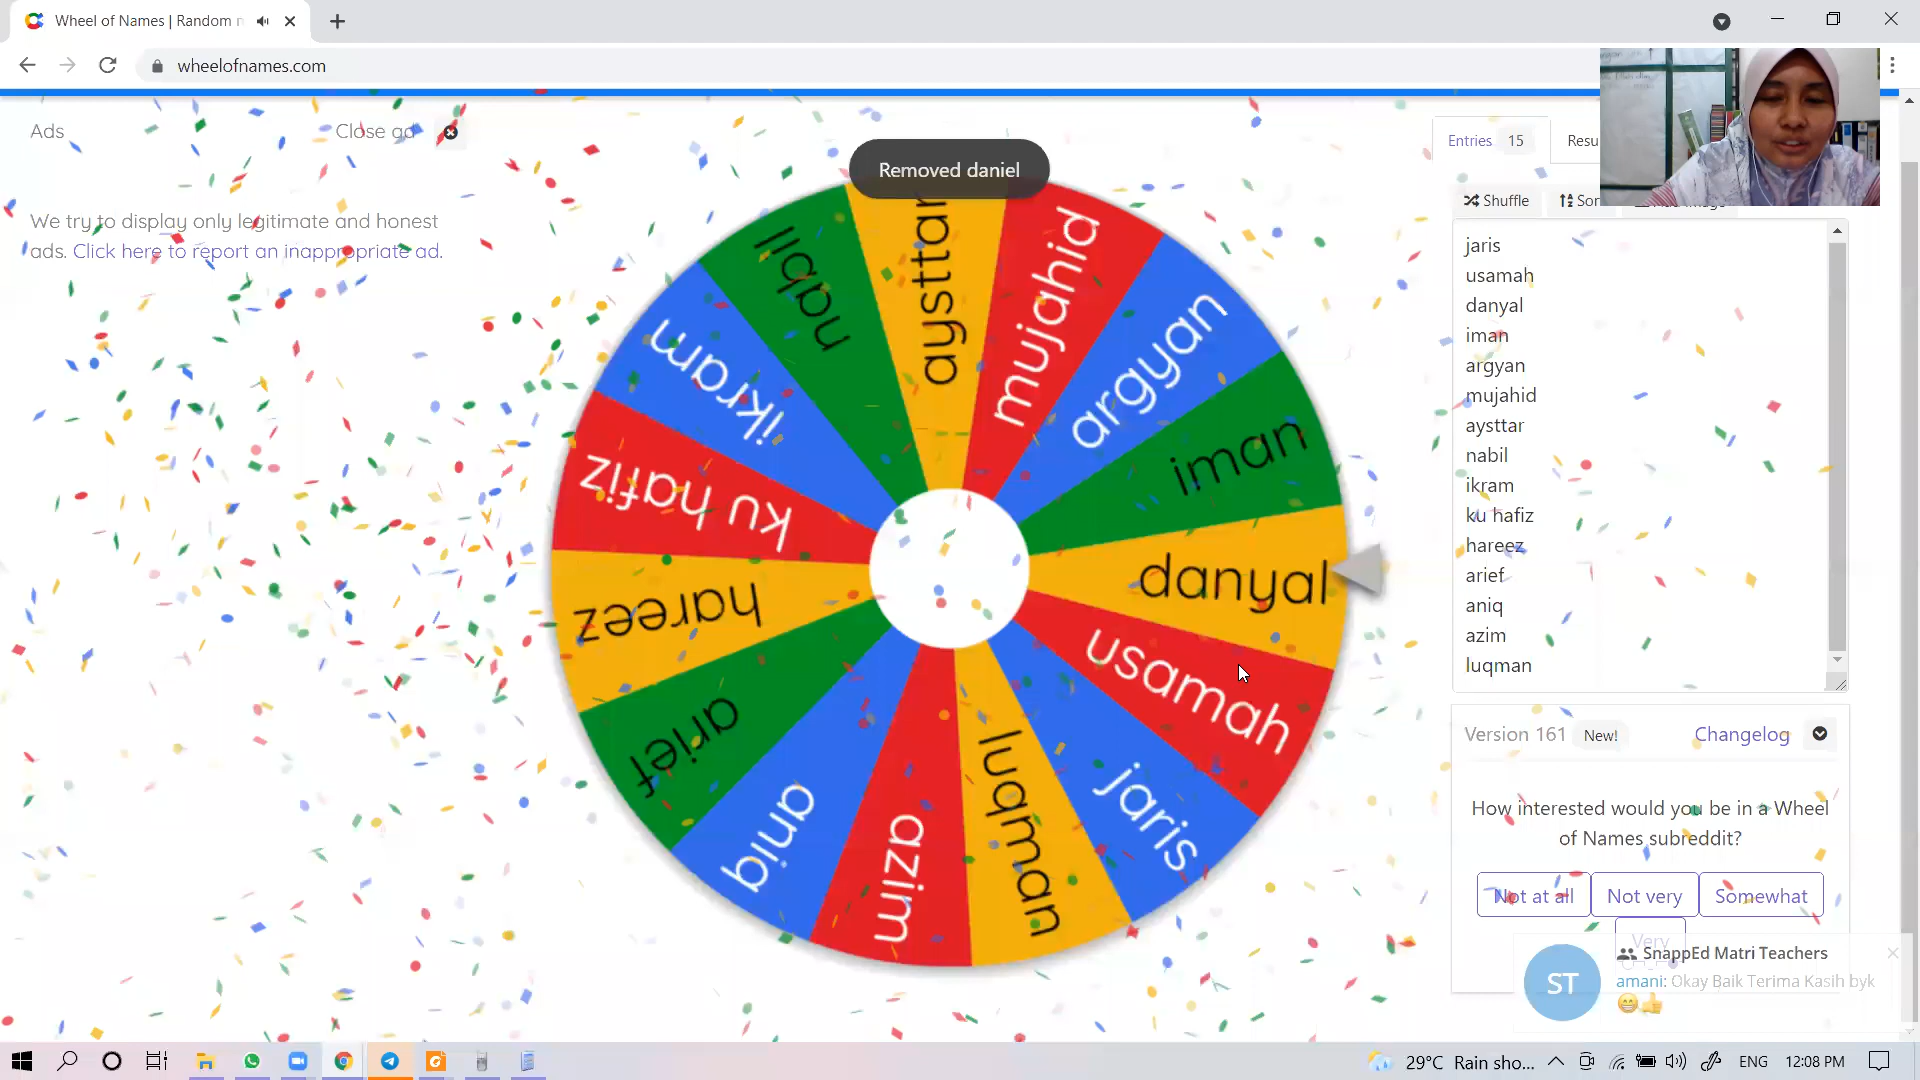 Wheel of Names | Random n
wheelofnames.com
Ads
Close ad
We try to display only legitimate and honest
ads. Click here to report an inappropriate ad.
Removed daniel
aysttar
mujahid
argyan
iman
danyal
usamah
jaris
luqman
azim
aniq
arief
hareez
ku hafiz
ikram
nabil
Entries 15
Resu
Shuffle
Sor
jaris
usamah
danyal
iman
argyan
mujahid
aysttar
nabil
ikram
ku hafiz
hareez
arief
aniq
azim
luqman
Version 161 New! Changelog
How interested would you be in a Wheel
of Names subreddit?
Not at all
Not very
Somewhat
Very
ST
SnappEd Matri Teachers
amani: Okay Baik Terima Kasih byk
29°C Rain sho...
ENG
12:08 PM